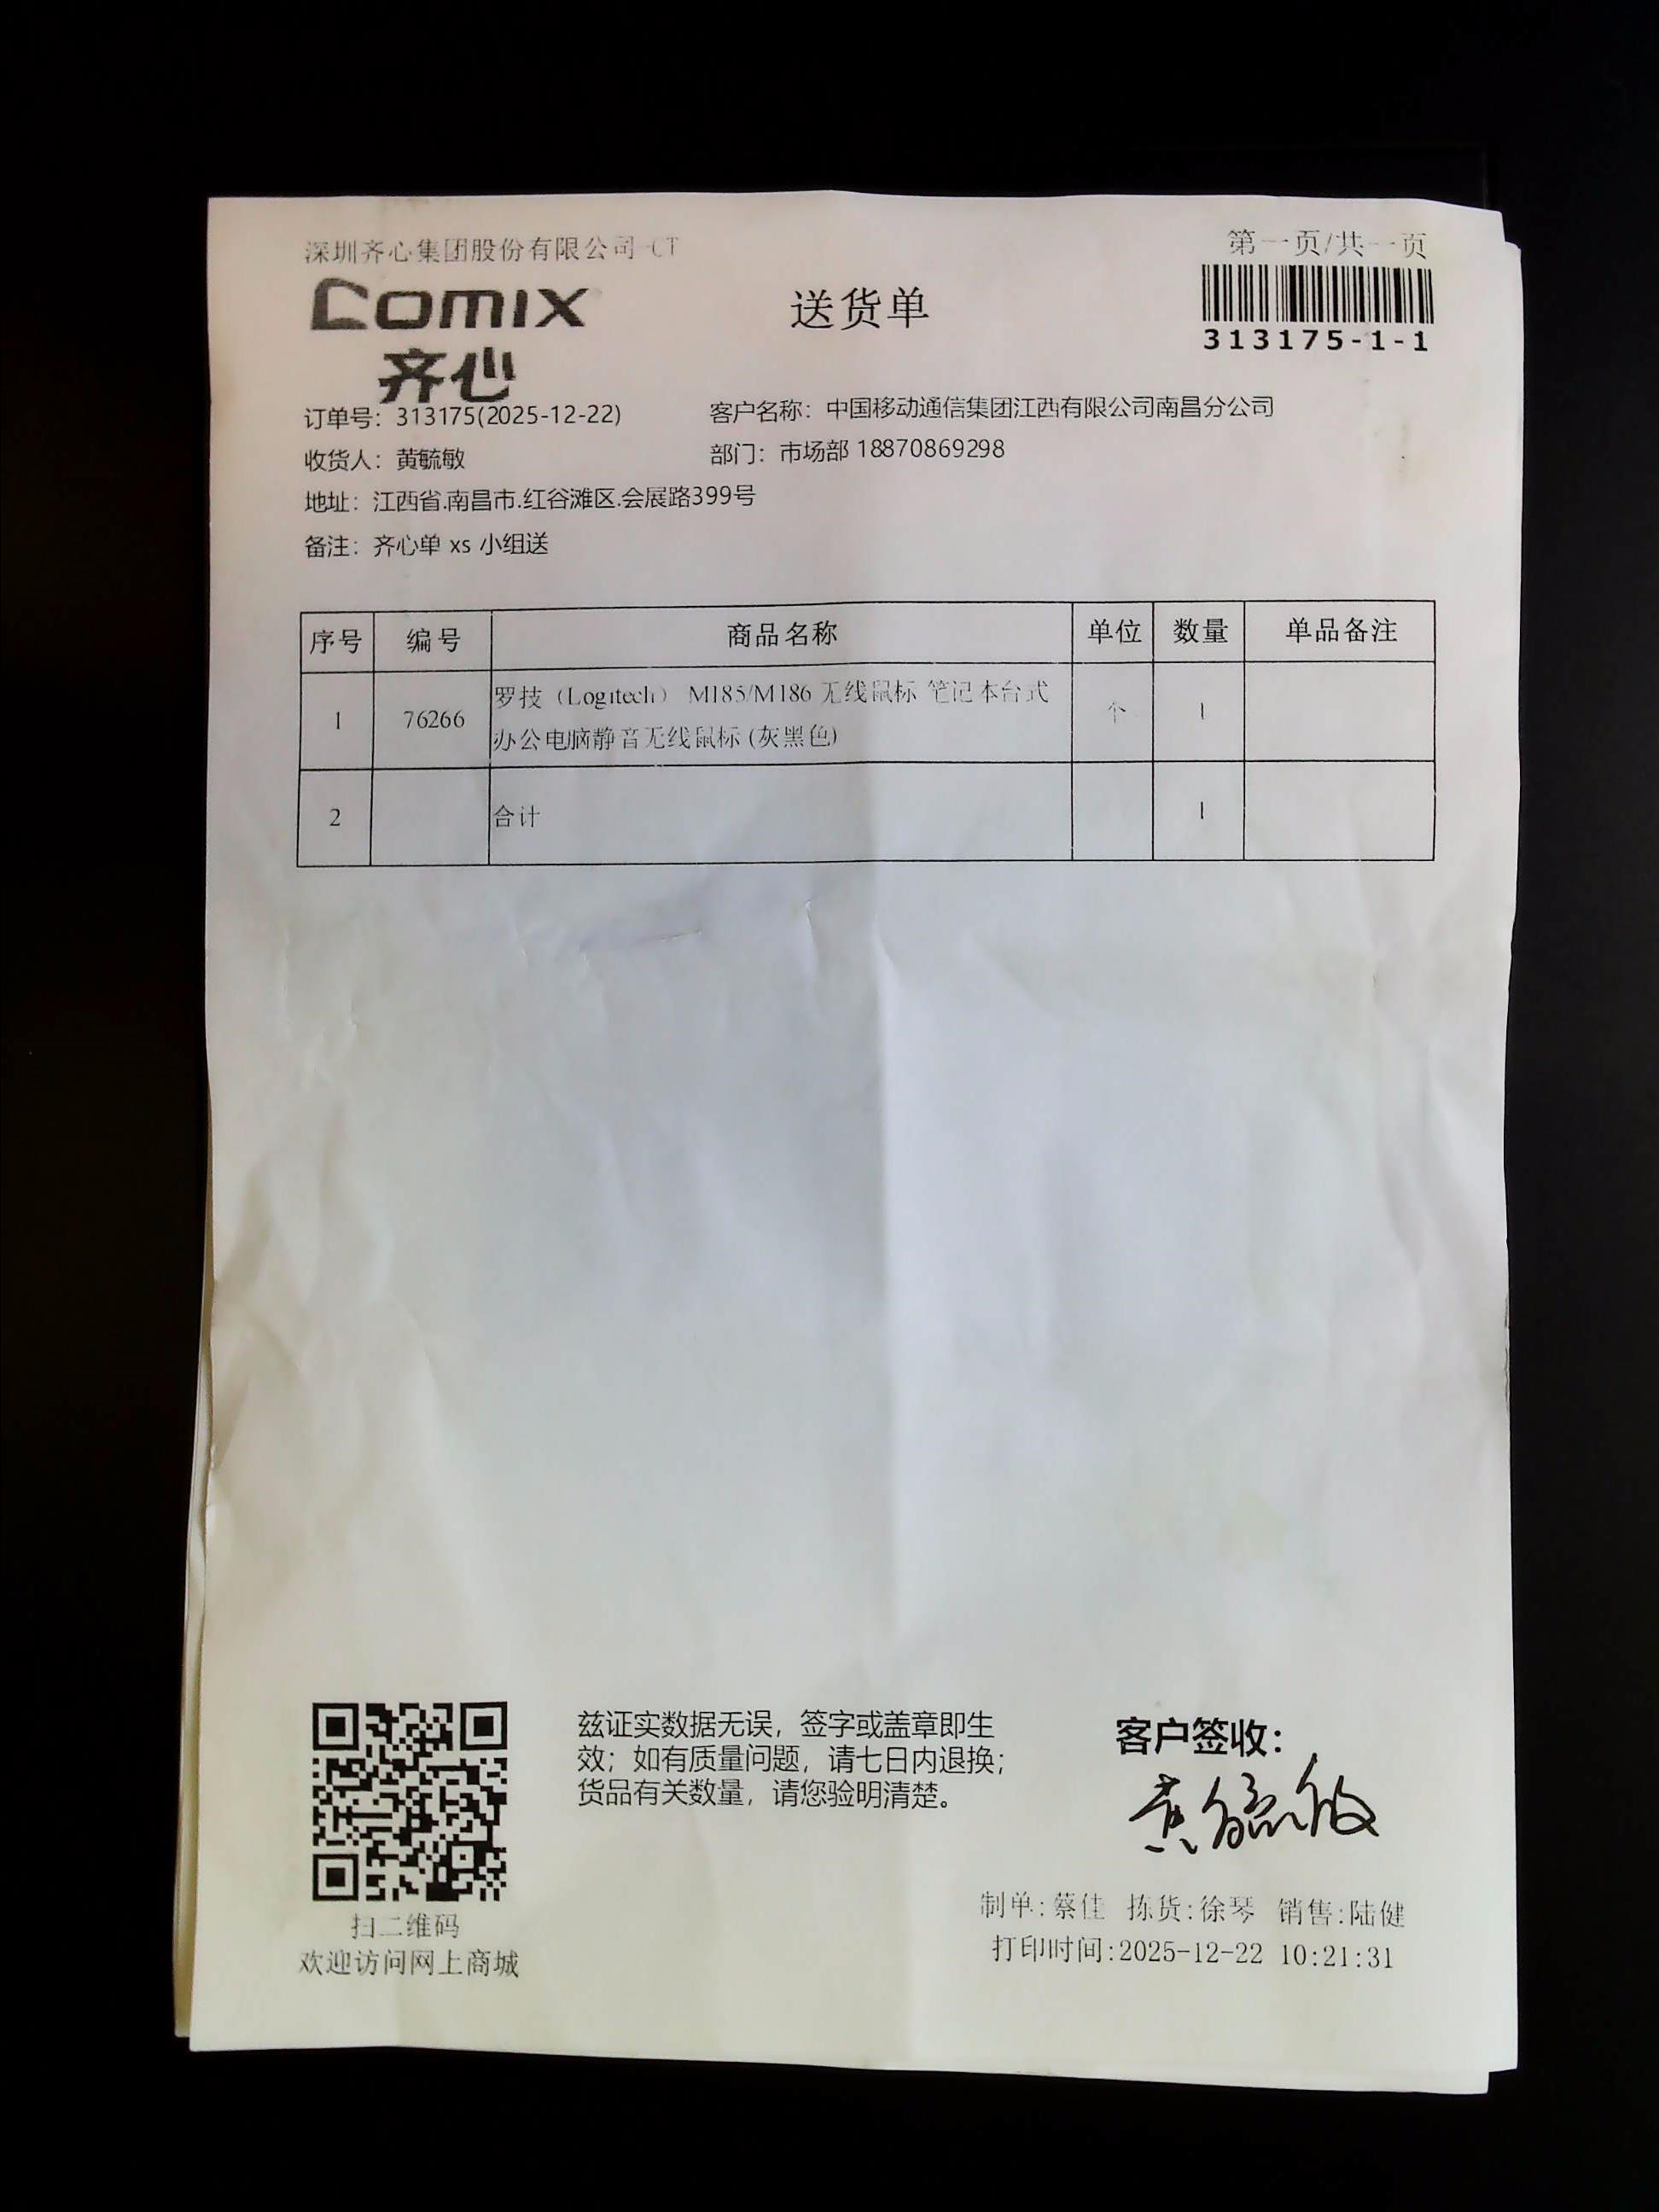 深圳齐心集团股份有限公司-CT
第一页/共一页
comix
齐心
送货单
313175-1-1
订单号：313175(2025-12-22)
客户名称：中国移动通信集团江西有限公司南昌分公司
收货人：黄毓敏
部门：市场部 18870869298
地址：江西省.南昌市.红谷滩区.会展路399号
备注：齐心单 xs 小组送
序号 编号 商品名称 单位 数量 单品备注
1 76266 罗技（Logitech） M185/M186 无线鼠标 笔记本台式 个 1
办公电脑静音无线鼠标 (灰黑色)
2 合计 1
兹证实数据无误，签字或盖章即生
效；如有质量问题，请七日内退换；
货品有关数量，请您验明清楚。
客户签收：
黄毓敏
扫二维码
欢迎访问网上商城
制单:蔡佳 拣货:徐琴 销售:陆健
打印时间:2025-12-22 10:21:31